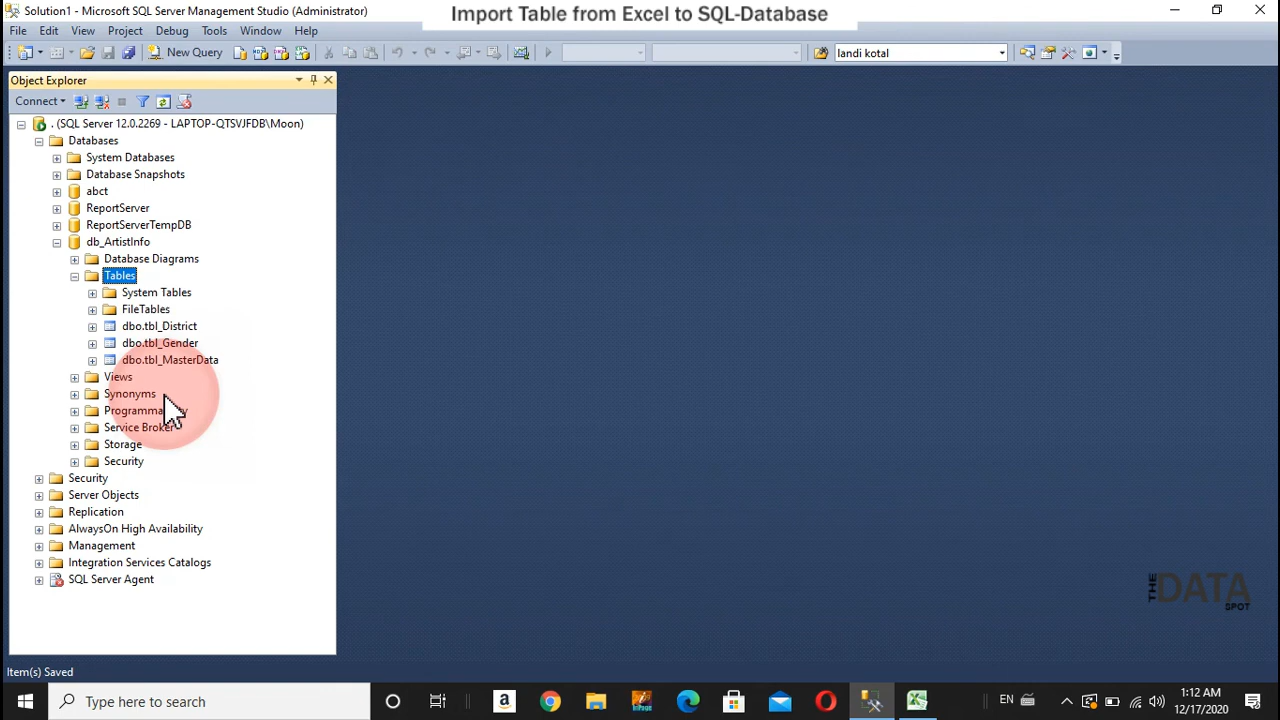 Solution1 - Microsoft SQL Server Management Studio (Administrator)
Import Table from Excel to SQL-Database
File Edit View Project Debug Tools Window Help
New Query
landi kotal
Object Explorer
Connect
. (SQL Server 12.0.2269 - LAPTOP-QTSVJFDB\Moon)
Databases
System Databases
Database Snapshots
abct
ReportServer
ReportServerTempDB
db_ArtistInfo
Database Diagrams
Tables
System Tables
FileTables
dbo.tbl_District
dbo.tbl_Gender
dbo.tbl_MasterData
Views
Synonyms
Service Broker
Storage
Security
Security
Server Objects
Replication
AlwaysOn High Availability
Management
Integration Services Catalogs
SQL Server Agent
THE DATA SPOT
Item(s) Saved
Type here to search
EN
1:12 AM
12/17/2020